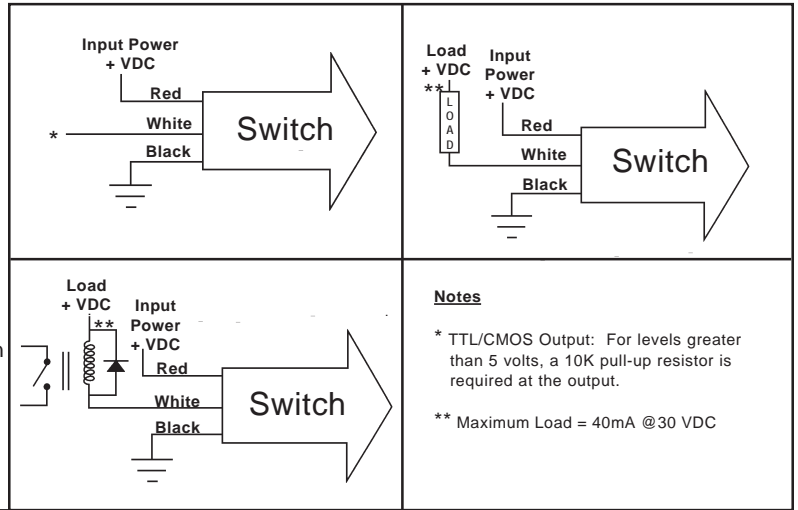 Input Power
+ VDC
Red
White
*
Black
Switch
Load
+ VDC
**
Input
Power
+ VDC
LOAD
Red
White
Black
Switch
Load
+ VDC
**
Input
Power
+ VDC
Red
White
Black
Switch
n
Notes
* TTL/CMOS Output: For levels greater
than 5 volts, a 10K pull-up resistor is
required at the output.
** Maximum Load = 40mA @30 VDC